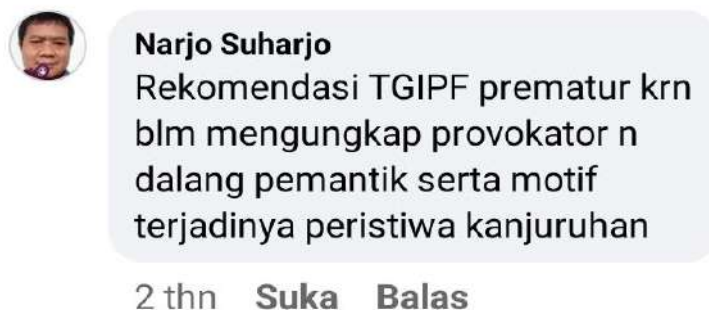 Narjo Suharjo
Rekomendasi TGIPF prematur krn
blm mengungkap provokator n
dalang pemantik serta motif
terjadinya peristiwa kanjuruhan
2 thn Suka Balas